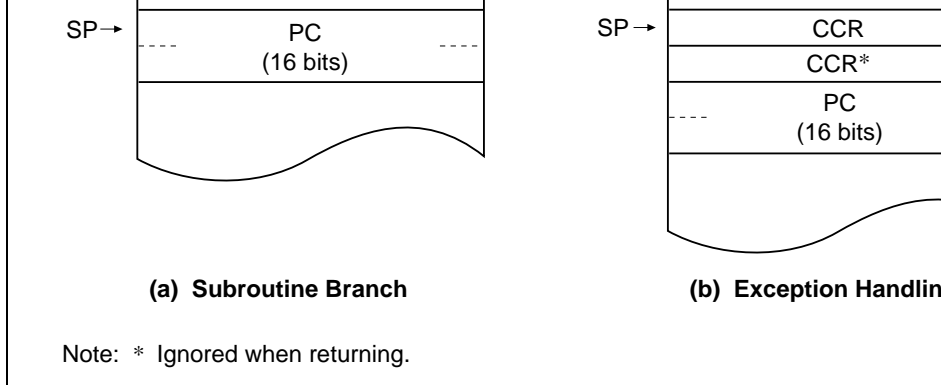 SP→ PC
(16 bits)
(a) Subroutine Branch
SP→ CCR
CCR*
PC
(16 bits)
(b) Exception Handlin
Note: * Ignored when returning.